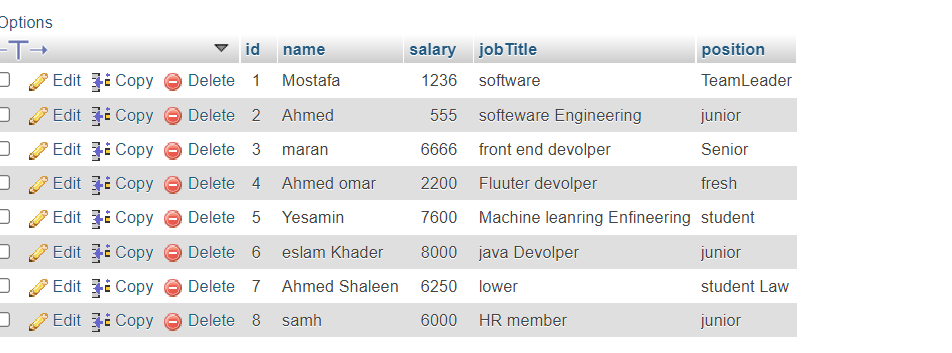 Options
id name salary jobTitle position
Edit Copy Delete 1 Mostafa 1236 software TeamLeader
Edit Copy Delete 2 Ahmed 555 softeware Engineering junior
Edit Copy Delete 3 maran 6666 front end devolper Senior
Edit Copy Delete 4 Ahmed omar 2200 Fluuter devolper fresh
Edit Copy Delete 5 Yesamin 7600 Machine leanring Enfineering student
Edit Copy Delete 6 eslam Khader 8000 java Devolper junior
Edit Copy Delete 7 Ahmed Shaleen 6250 lower student Law
Edit Copy Delete 8 samh 6000 HR member junior